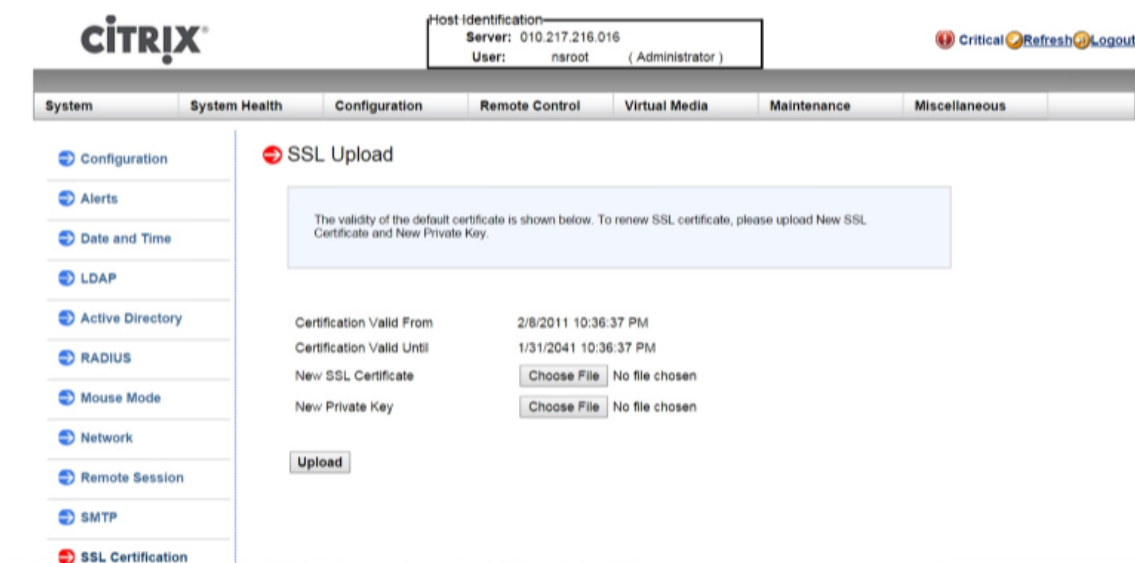 CİTRIX
Host Identification
Server: 010.217.216.016
User: nsroot ( Administrator )
Critical Refresh Logout
System System Health Configuration Remote Control Virtual Media Maintenance Miscellaneous
Configuration
Alerts
Date and Time
LDAP
Active Directory
RADIUS
Mouse Mode
Network
Remote Session
SMTP
SSL Certification
SSL Upload
The validity of the default certificate is shown below. To renew SSL certificate, please upload New SSL
Certificate and New Private Key.
Certification Valid From 2/8/2011 10:36:37 PM
Certification Valid Until 1/31/2041 10:36:37 PM
New SSL Certificate Choose File No file chosen
New Private Key Choose File No file chosen
Upload